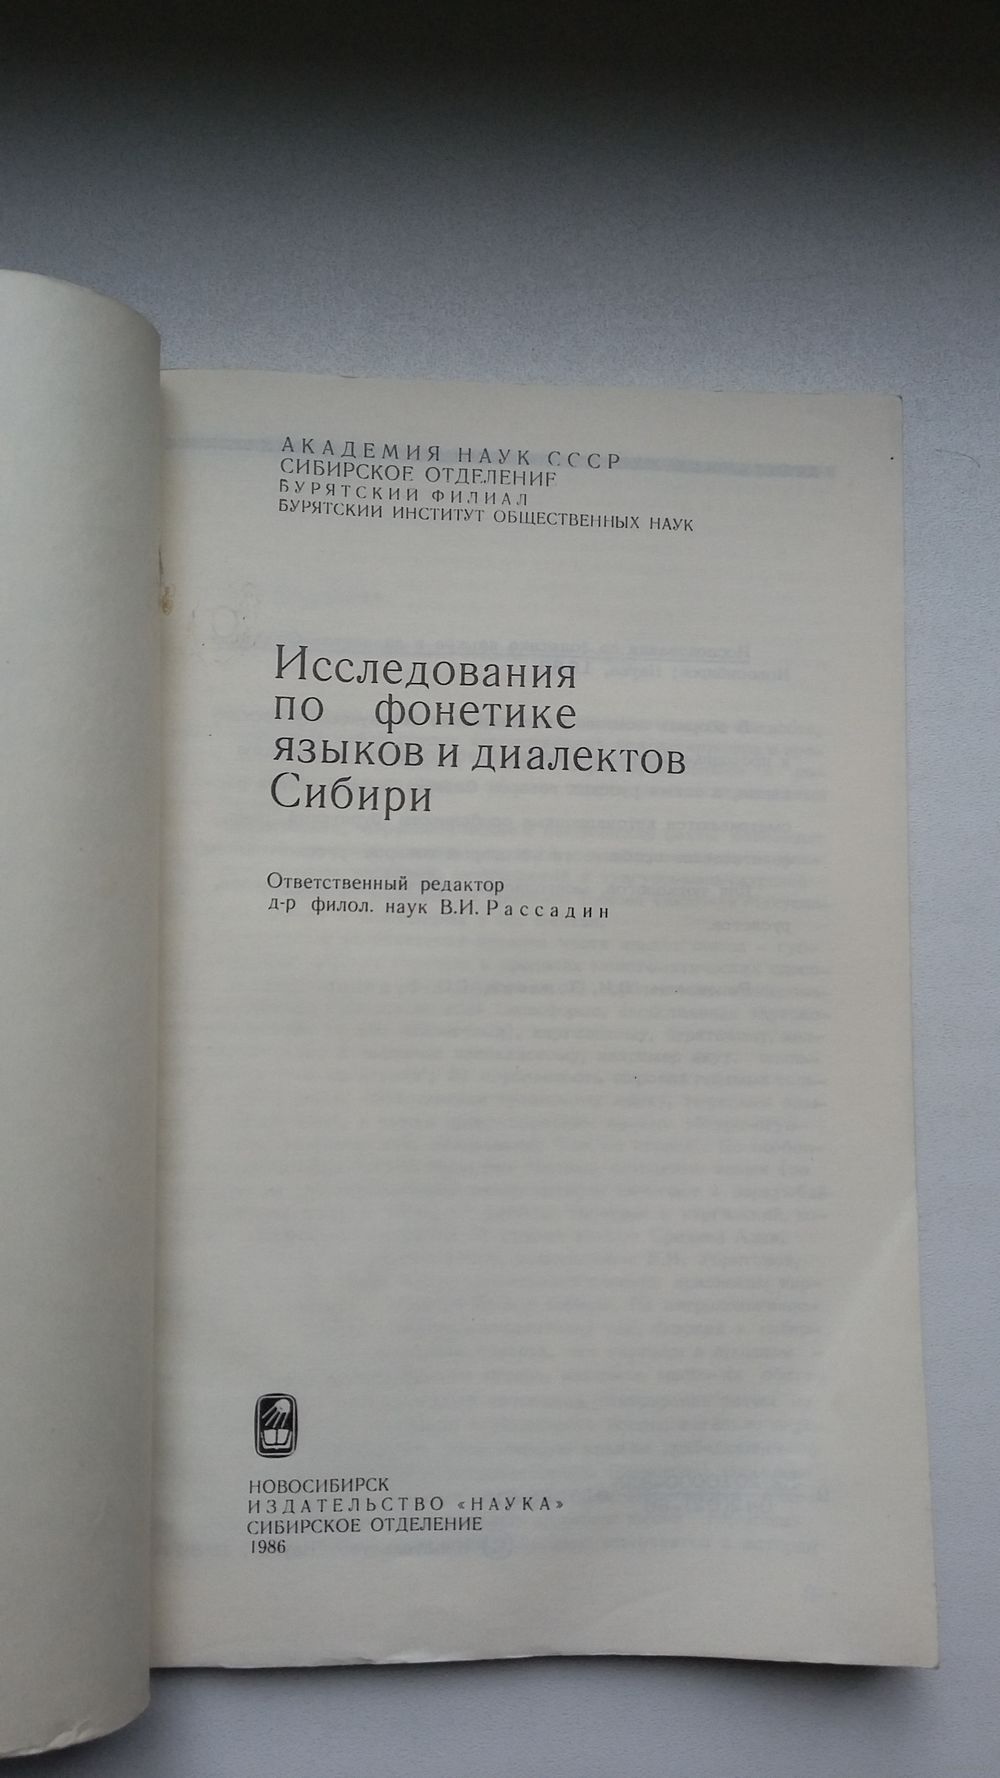 АКАДЕМИЯ НАУК СССР
СИБИРСКОЕ ОТДЕЛЕНИЕ
БУРЯТСКИЙ ФИЛИАЛ
БУРЯТСКИЙ ИНСТИТУТ ОБЩЕСТВЕННЫХ НАУК
Исследования
по фонетике
языков и диалектов
Сибири
Ответственный редактор
д-р филол. наук В.И. Рассадин
НОВОСИБИРСК
ИЗДАТЕЛЬСТВО «НАУКА»
СИБИРСКОЕ ОТДЕЛЕНИЕ
1986